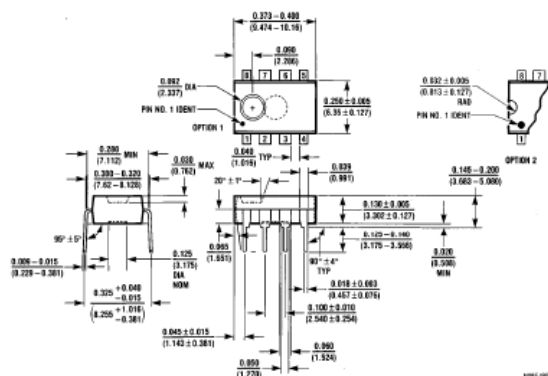 0.373 – 0.400
(9.474 – 10.16)
0.090
(2.286)
8 7 6 5
0.092
(2.337) DIA
PIN NO. 1 IDENT
OPTION 1
0.250 ± 0.005
(6.35 ± 0.127)
1 2 3 4
0.032 ± 0.005
(0.813 ± 0.127)
RAD
PIN NO. 1 IDENT
8 7
1
OPTION 2
0.280 MIN
(7.112)
0.300 – 0.320
(7.62 – 8.128)
0.030 MAX
(0.762)
0.040 TYP
(1.016)
0.039
(0.991)
20° ± 1°
0.145 – 0.200
(3.683 – 5.080)
0.130 ± 0.005
(3.302 ± 0.127)
0.125 – 0.140
(3.175 – 3.556)
0.020
(0.508)
MIN
95° ± 5°
0.009 – 0.015
(0.229 – 0.381)
0.125
(3.175)
DIA
NOM
0.065
(1.651)
90° ± 4°
TYP
0.018 ± 0.003
(0.457 ± 0.076)
0.325 +0.040 −0.015
(8.255 +1.016 −0.381)
0.100 ± 0.010
(2.540 ± 0.254)
0.045 ± 0.015
(1.143 ± 0.381)
0.060
(1.524)
0.050
(1.270)